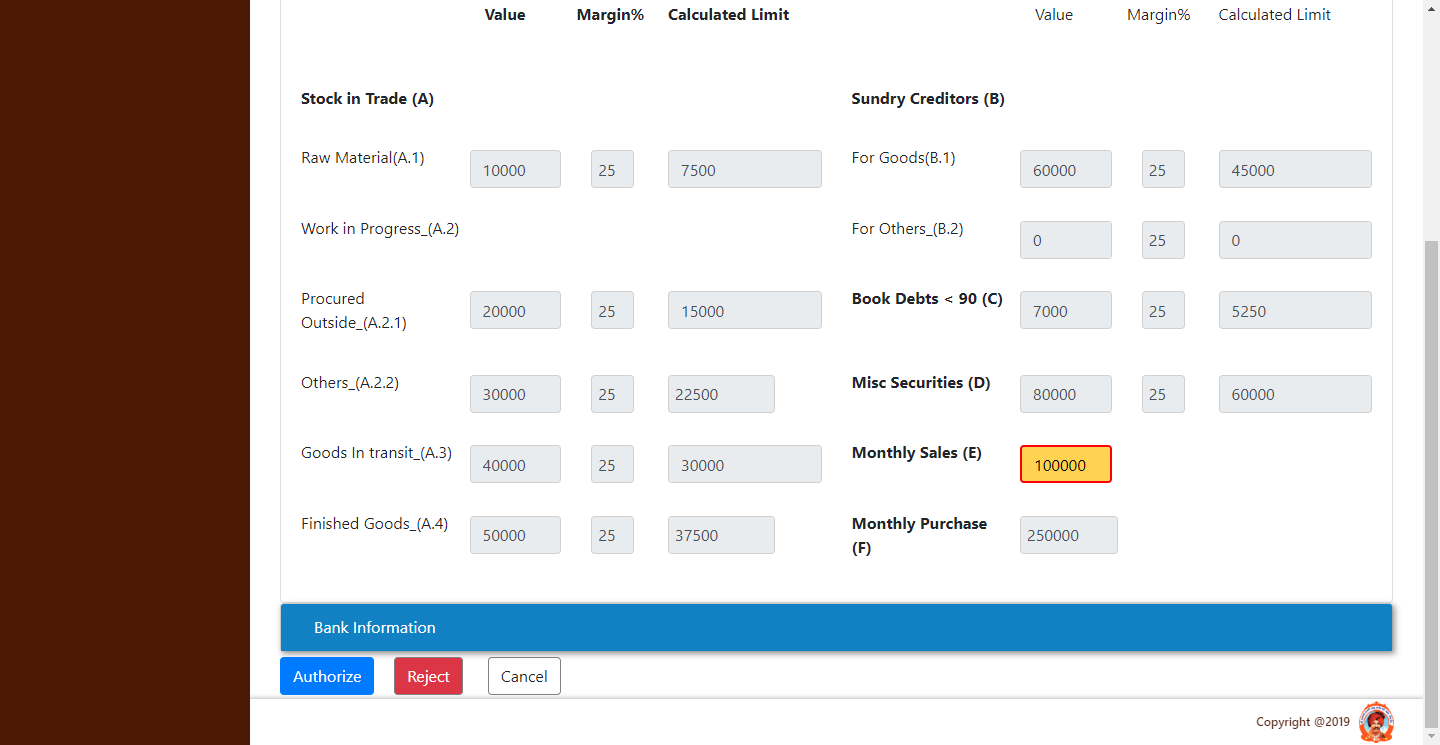 Value Margin% Calculated Limit Value Margin% Calculated Limit
Stock in Trade (A) Sundry Creditors (B)
Raw Material(A.1) 10000 25 7500 For Goods(B.1) 60000 25 45000
Work in Progress_(A.2) For Others_(B.2) 0 25 0
Procured
Outside_(A.2.1) 20000 25 15000 Book Debts < 90 (C) 7000 25 5250
Others_(A.2.2) 30000 25 22500 Misc Securities (D) 80000 25 60000
Goods In transit_(A.3) 40000 25 30000 Monthly Sales (E) 100000
Finished Goods_(A.4) 50000 25 37500 Monthly Purchase
(F) 250000
Bank Information
Authorize Reject Cancel
Copyright @2019